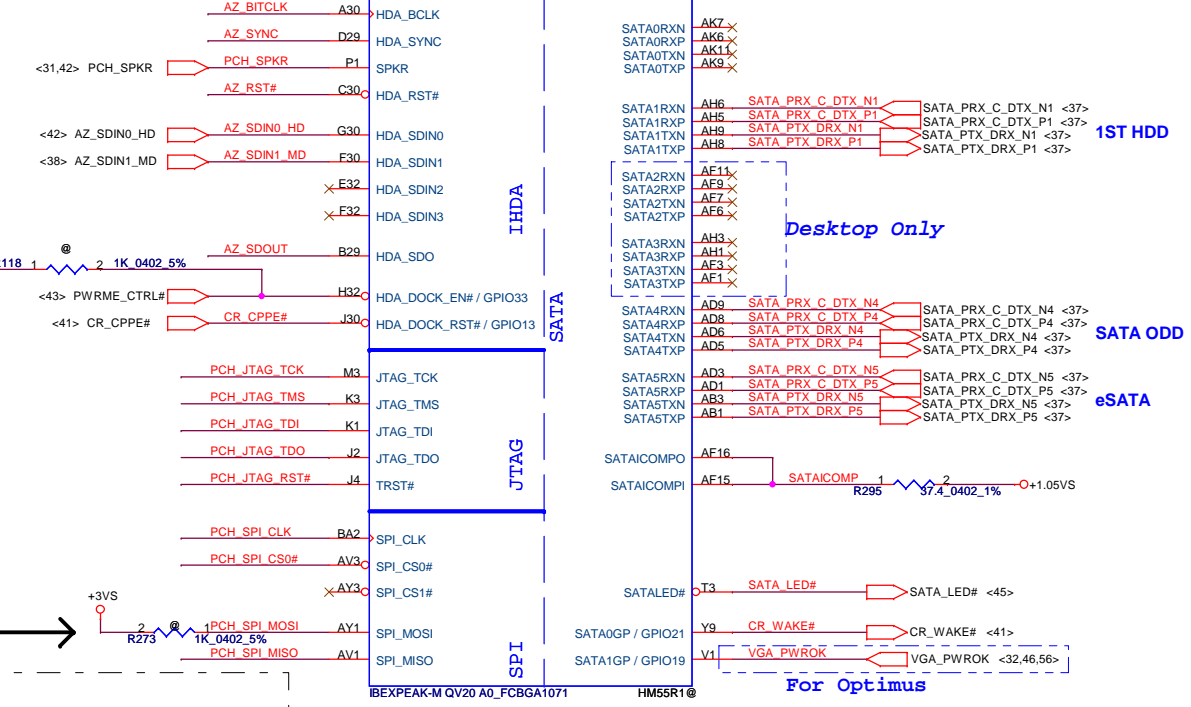 AZ_BITCLK A30 HDA_BCLK
AZ_SYNC D29 HDA_SYNC
<31,42> PCH_SPKR PCH_SPKR P1 SPKR
AZ_RST# C30 HDA_RST#
<42> AZ_SDIN0_HD AZ_SDIN0_HD G30 HDA_SDIN0
<38> AZ_SDIN1_MD AZ_SDIN1_MD F30 HDA_SDIN1
E32 HDA_SDIN2
F32 HDA_SDIN3
AZ_SDOUT B29 HDA_SDO
@
1 2 1K_0402_5%
<43> PWRME_CTRL# H32 HDA_DOCK_EN# / GPIO33
<41> CR_CPPE# CR_CPPE# J30 HDA_DOCK_RST# / GPIO13
IHDA
SATA
PCH_JTAG_TCK M3 JTAG_TCK
PCH_JTAG_TMS K3 JTAG_TMS
PCH_JTAG_TDI K1 JTAG_TDI
PCH_JTAG_TDO J2 JTAG_TDO
PCH_JTAG_RST# J4 TRST#
JTAG
PCH_SPI_CLK BA2 SPI_CLK
PCH_SPI_CS0# AV3 SPI_CS0#
AY3 SPI_CS1#
+3VS
2 @ 1 PCH_SPI_MOSI AY1 SPI_MOSI
R273 1K_0402_5%
PCH_SPI_MISO AV1 SPI_MISO
SPI
SATA0RXN AK7
SATA0RXP AK6
SATA0TXN AK11
SATA0TXP AK9
SATA1RXN AH6 SATA_PRX_C_DTX_N1 SATA_PRX_C_DTX_N1 <37>
SATA1RXP AH5 SATA_PRX_C_DTX_P1 SATA_PRX_C_DTX_P1 <37>
SATA1TXN AH9 SATA_PTX_DRX_N1 SATA_PTX_DRX_N1 <37>
SATA1TXP AH8 SATA_PTX_DRX_P1 SATA_PTX_DRX_P1 <37>
1ST HDD
SATA2RXN AF11
SATA2RXP AF9
SATA2TXN AF7
SATA2TXP AF6
Desktop Only
SATA3RXN AH3
SATA3RXP AH1
SATA3TXN AF3
SATA3TXP AF1
SATA4RXN AD9 SATA_PRX_C_DTX_N4 SATA_PRX_C_DTX_N4 <37>
SATA4RXP AD8 SATA_PRX_C_DTX_P4 SATA_PRX_C_DTX_P4 <37>
SATA4TXN AD6 SATA_PTX_DRX_N4 SATA_PTX_DRX_N4 <37>
SATA4TXP AD5 SATA_PTX_DRX_P4 SATA_PTX_DRX_P4 <37>
SATA ODD
SATA5RXN AD3 SATA_PRX_C_DTX_N5 SATA_PRX_C_DTX_N5 <37>
SATA5RXP AD1 SATA_PRX_C_DTX_P5 SATA_PRX_C_DTX_P5 <37>
SATA5TXN AB3 SATA_PTX_DRX_N5 SATA_PTX_DRX_N5 <37>
SATA5TXP AB1 SATA_PTX_DRX_P5 SATA_PTX_DRX_P5 <37>
eSATA
SATAICOMPO AF16
SATAICOMPI AF15 SATAICOMP 1 2 +1.05VS
R295 37.4_0402_1%
SATALED# T3 SATA_LED# SATA_LED# <45>
SATA0GP / GPIO21 Y9 CR_WAKE# CR_WAKE# <41>
SATA1GP / GPIO19 V1 VGA_PWROK VGA_PWROK <32,46,56>
For Optimus
IBEXPEAK-M QV20 A0_FCBGA1071 HM55R1@